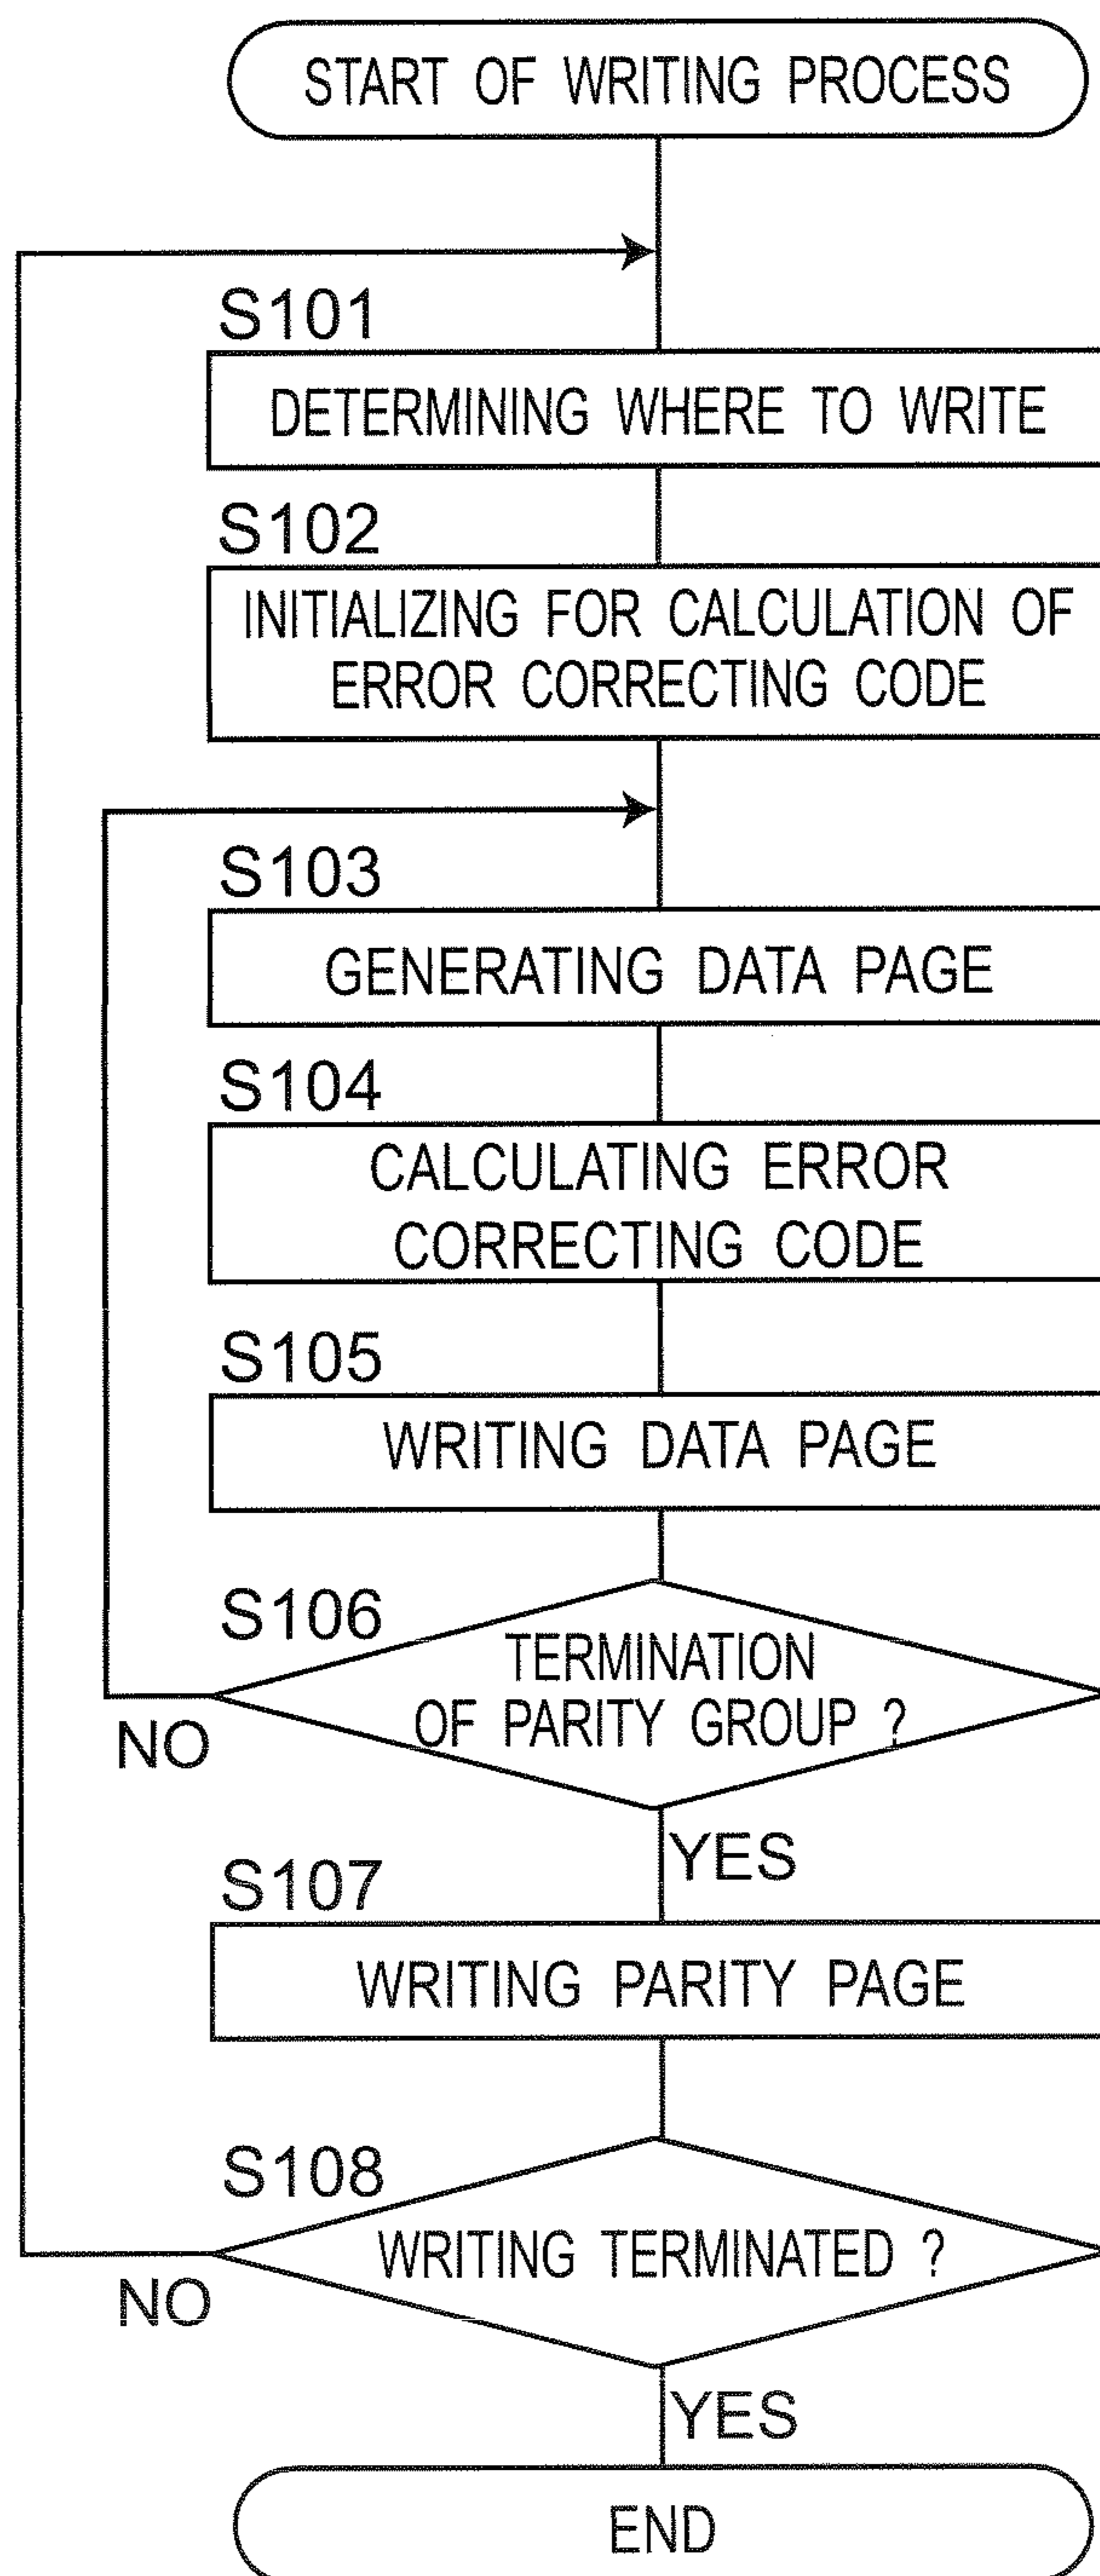 START OF WRITING PROCESS
S101
DETERMINING WHERE TO WRITE
S102
INITIALIZING FOR CALCULATION OF
ERROR CORRECTING CODE
S103
GENERATING DATA PAGE
S104
CALCULATING ERROR
CORRECTING CODE
S105
WRITING DATA PAGE
S106
TERMINATION
OF PARITY GROUP ?
NO
YES
S107
WRITING PARITY PAGE
S108
WRITING TERMINATED ?
NO
YES
END